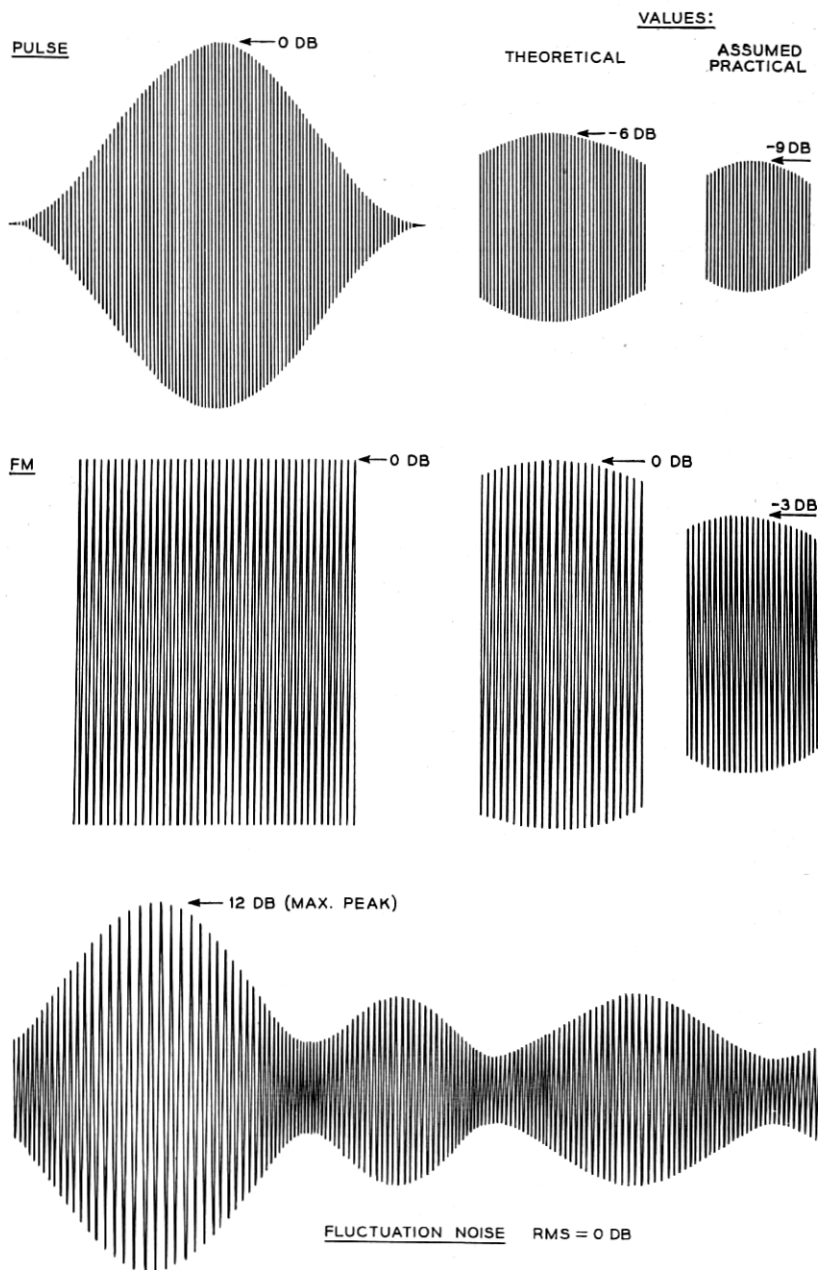 VALUES:
PULSE
0 DB
THEORETICAL
ASSUMED
PRACTICAL
-6 DB
-9 DB
FM
0 DB
0 DB
-3 DB
12 DB (MAX. PEAK)
FLUCTUATION NOISE RMS = 0 DB